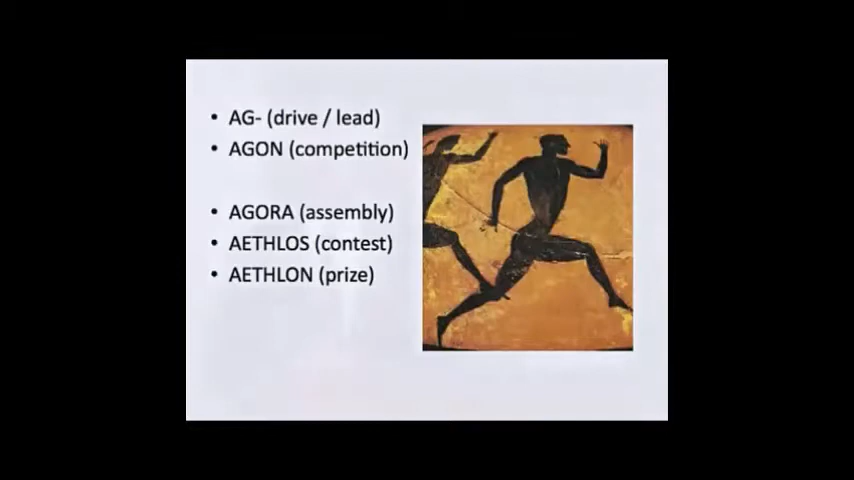 • AG- (drive / lead)
• AGON (competition)
• AGORA (assembly)
• AETHLOS (contest)
• AETHLON (prize)